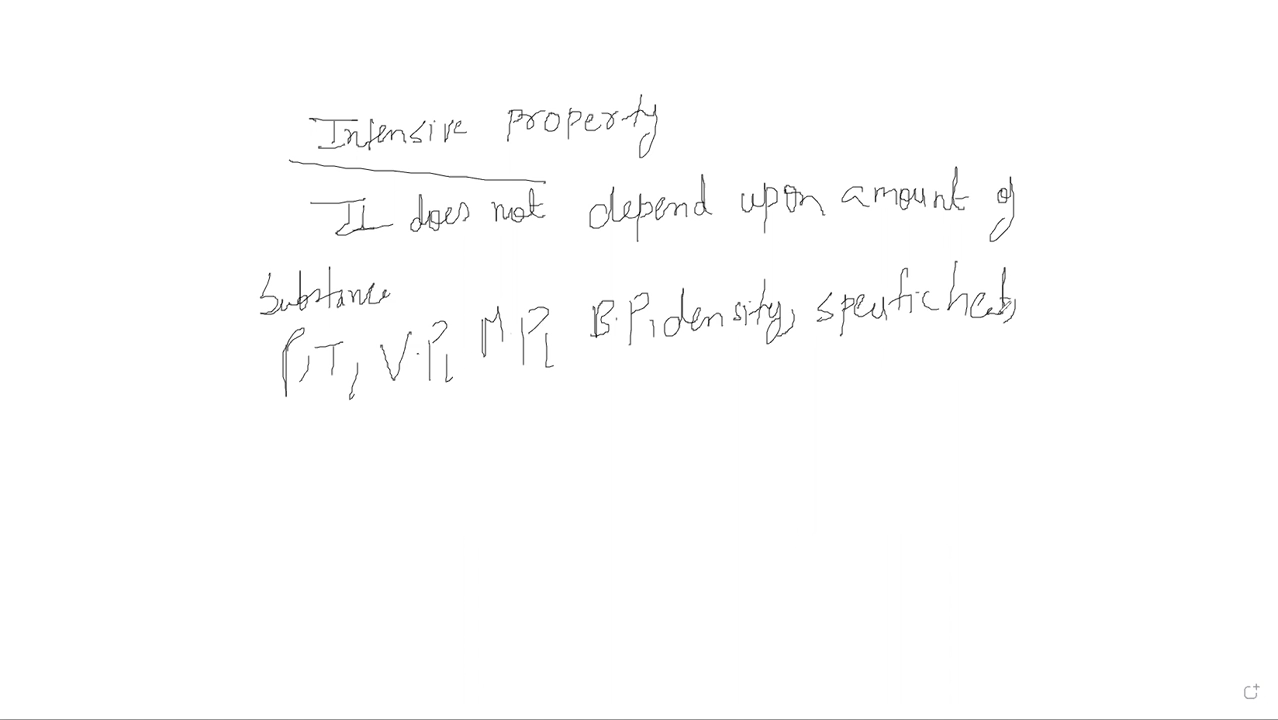 Intensive property
It does not depend upon amount of
substance
P, T, V.P, M.P, B.P, density, specific heat,